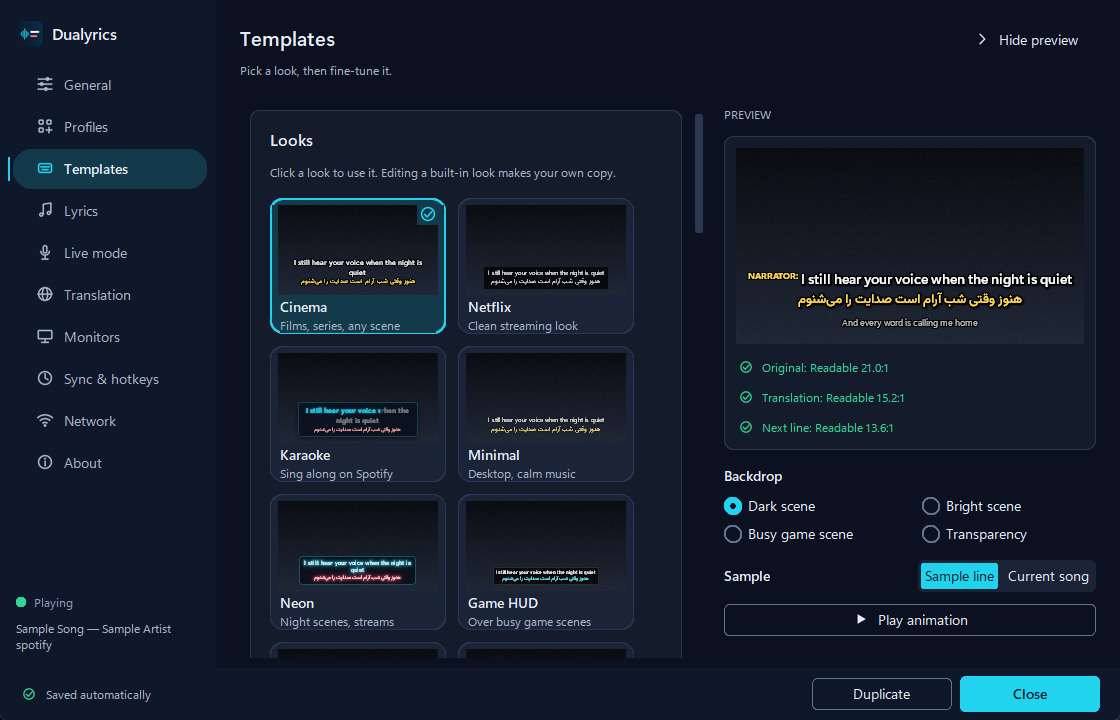 Dualyrics
General
Profiles
Templates
Lyrics
Live mode
Translation
Monitors
Sync & hotkeys
Network
About
Playing
Sample Song — Sample Artist
spotify
Saved automatically
Templates
Pick a look, then fine-tune it.
Hide preview
Looks
Click a look to use it. Editing a built-in look makes your own copy.
I still hear your voice when the night is
quiet
هنوز وقتی شب آرام است صدایت را می‌شنوم
Cinema
Films, series, any scene
I still hear your voice when the night is quiet
هنوز وقتی شب آرام است صدایت را می‌شنوم
Netflix
Clean streaming look
I still hear your voice when the
night is quiet
هنوز وقتی شب آرام است صدایت را می‌شنوم
Karaoke
Sing along on Spotify
I still hear your voice when the night is quiet
هنوز وقتی شب آرام است صدایت را می‌شنوم
Minimal
Desktop, calm music
I still hear your voice when the night is
quiet
هنوز وقتی شب آرام است صدایت را می‌شنوم
Neon
Night scenes, streams
I still hear your voice when the night is quiet
هنوز وقتی شب آرام است صدایت را می‌شنوم
Game HUD
Over busy game scenes
PREVIEW
NARRATOR: I still hear your voice when the night is quiet
هنوز وقتی شب آرام است صدایت را می‌شنوم
And every word is calling me home
Original: Readable 21.0:1
Translation: Readable 15.2:1
Next line: Readable 13.6:1
Backdrop
Dark scene
Bright scene
Busy game scene
Transparency
Sample
Sample line
Current song
Play animation
Duplicate
Close